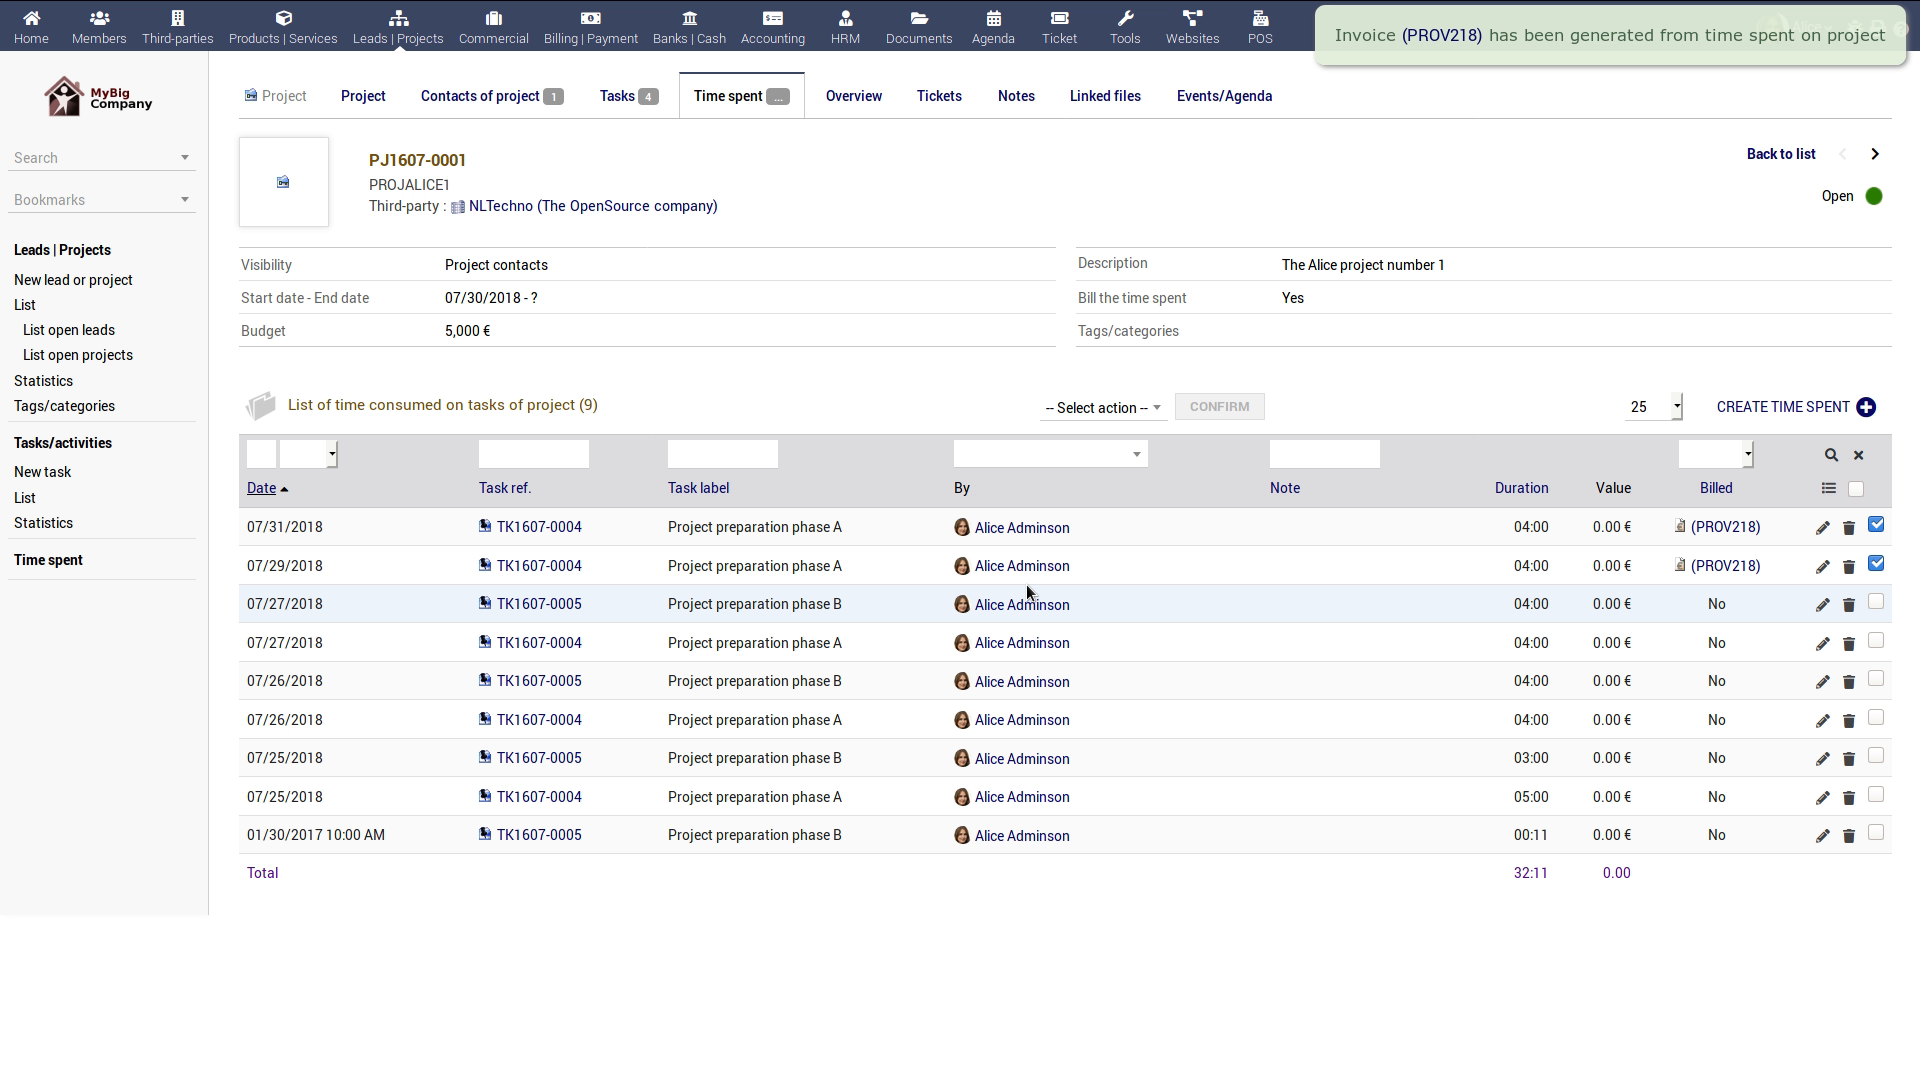 Home Members Third-parties Products | Services Leads | Projects Commercial Billing | Payment Banks | Cash Accounting HRM Documents Agenda Ticket Tools Websites POS
Invoice (PROV218) has been generated from time spent on project
MyBig
Company
Search
Bookmarks
Leads | Projects
New lead or project
List
List open leads
List open projects
Statistics
Tags/categories
Tasks/activities
New task
List
Statistics
Time spent
Project Project Contacts of project 1 Tasks 4 Time spent ... Overview Tickets Notes Linked files Events/Agenda
PJ1607-0001
PROJALICE1
Third-party : NLTechno (The OpenSource company)
Back to list
Open
Visibility Project contacts
Start date - End date 07/30/2018 - ?
Budget 5,000 €
Description The Alice project number 1
Bill the time spent Yes
Tags/categories
List of time consumed on tasks of project (9) -- Select action -- CONFIRM 25 CREATE TIME SPENT
Date Task ref. Task label By Note Duration Value Billed
07/31/2018 TK1607-0004 Project preparation phase A Alice Adminson 04:00 0.00 € (PROV218)
07/29/2018 TK1607-0004 Project preparation phase A Alice Adminson 04:00 0.00 € (PROV218)
07/27/2018 TK1607-0005 Project preparation phase B Alice Adminson 04:00 0.00 € No
07/27/2018 TK1607-0004 Project preparation phase A Alice Adminson 04:00 0.00 € No
07/26/2018 TK1607-0005 Project preparation phase B Alice Adminson 04:00 0.00 € No
07/26/2018 TK1607-0004 Project preparation phase A Alice Adminson 04:00 0.00 € No
07/25/2018 TK1607-0005 Project preparation phase B Alice Adminson 03:00 0.00 € No
07/25/2018 TK1607-0004 Project preparation phase A Alice Adminson 05:00 0.00 € No
01/30/2017 10:00 AM TK1607-0005 Project preparation phase B Alice Adminson 00:11 0.00 € No
Total 32:11 0.00